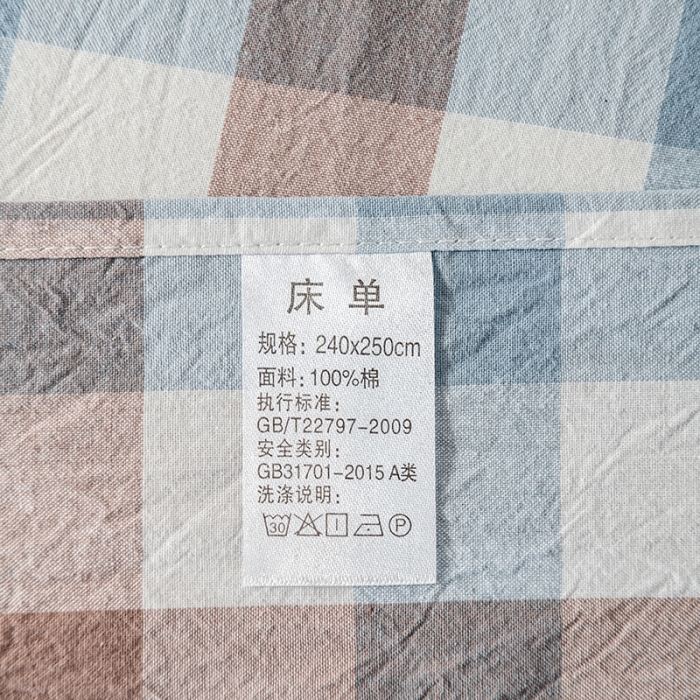 床 单
规格: 240x250cm
面料: 100%棉
执行标准:
GB/T22797-2009
安全类别:
GB31701-2015 A类
洗涤说明:
30 P